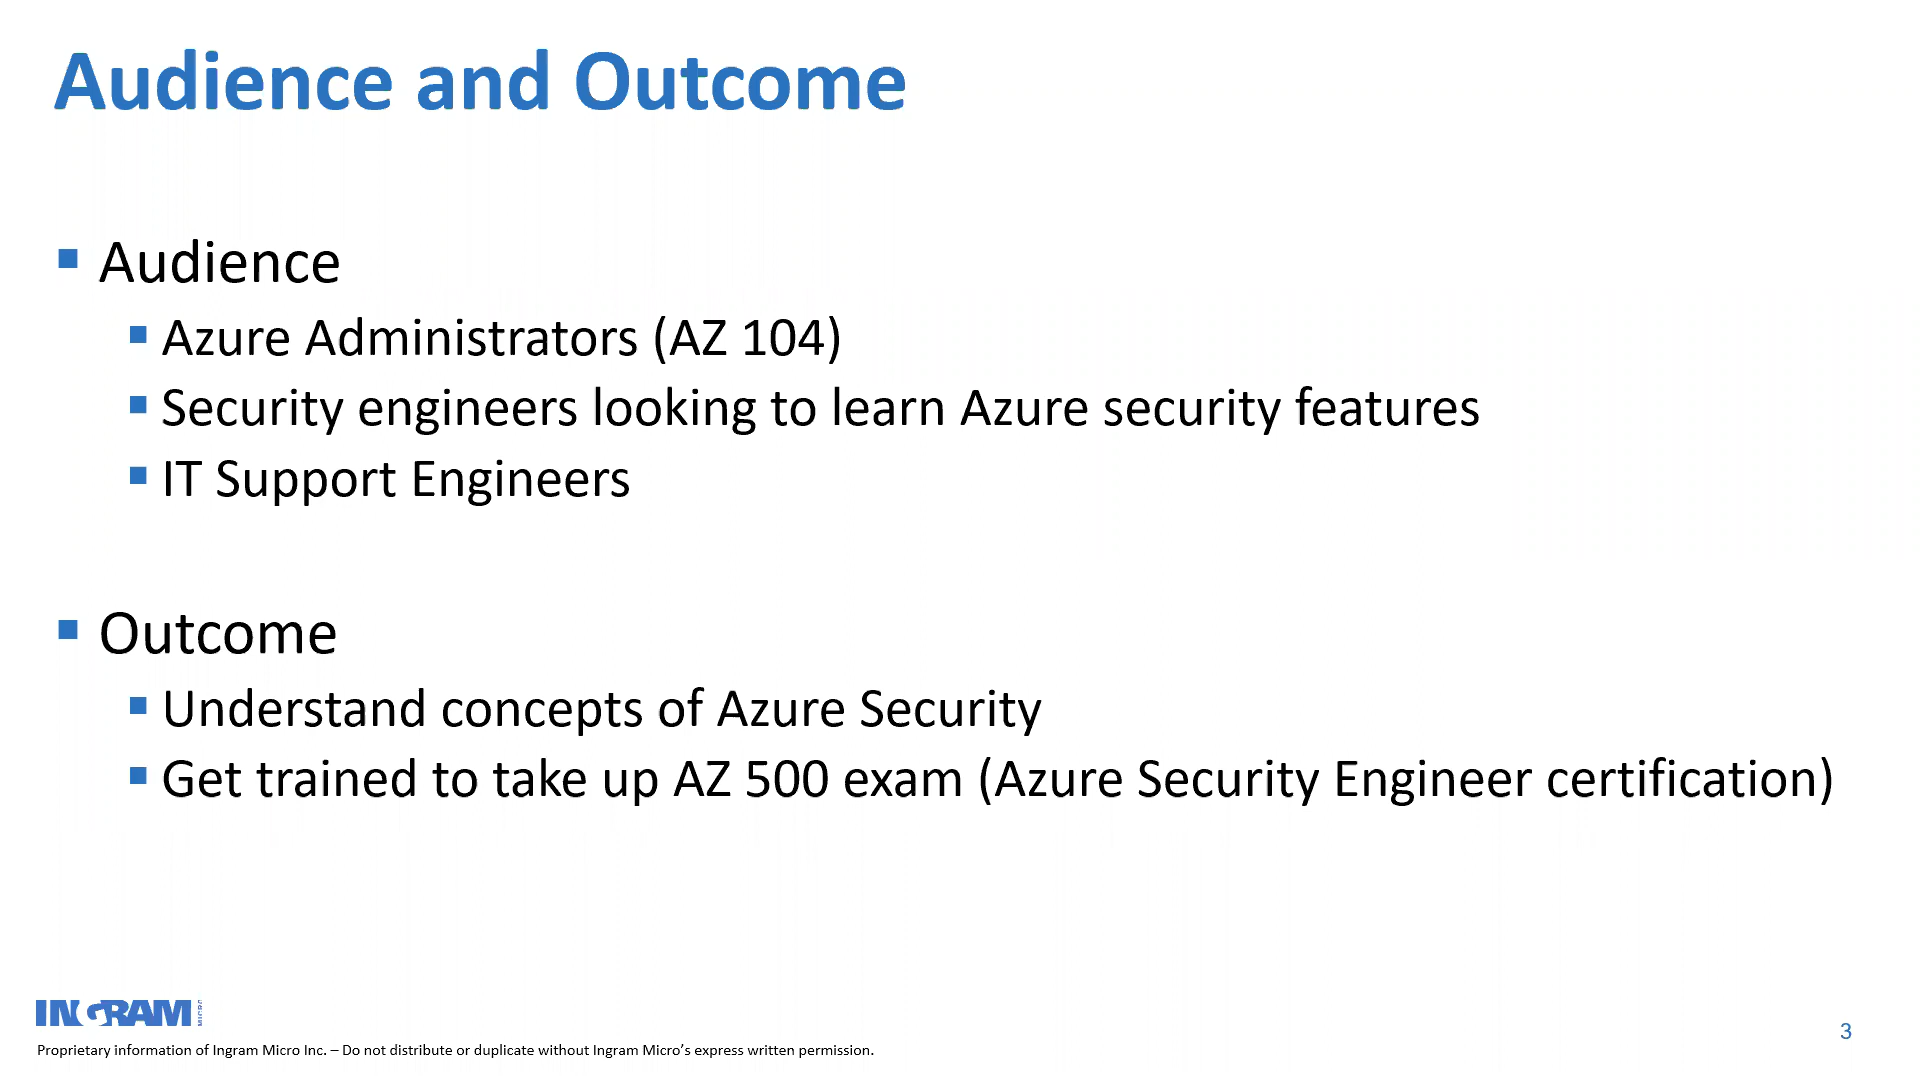 Audience and Outcome
Audience
Azure Administrators (AZ 104)
Security engineers looking to learn Azure security features
IT Support Engineers
Outcome
Understand concepts of Azure Security
Get trained to take up AZ 500 exam (Azure Security Engineer certification)
INGRAM MICRO
Proprietary information of Ingram Micro Inc. – Do not distribute or duplicate without Ingram Micro’s express written permission.
3